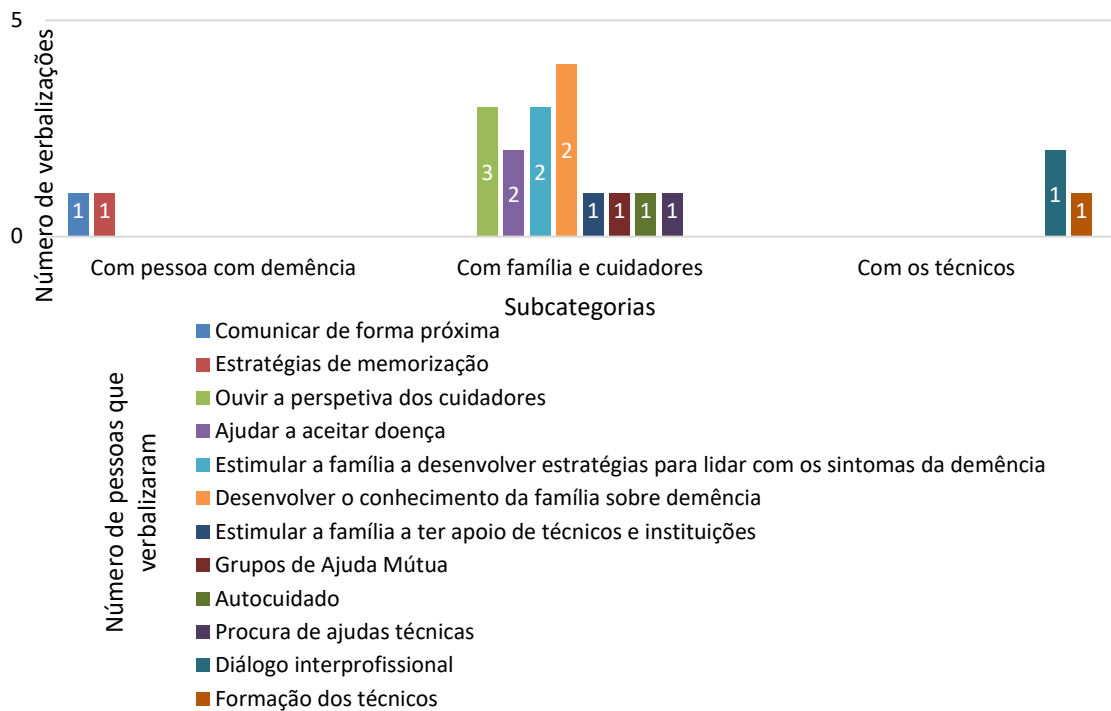 Número de verbalizações
5
0
1
1
3
2
2
2
1
1
1
1
1
1
Com pessoa com demência
Com família e cuidadores
Com os técnicos
Subcategorias
Número de pessoas que
verbalizaram
Comunicar de forma próxima
Estratégias de memorização
Ouvir a perspetiva dos cuidadores
Ajudar a aceitar doença
Estimular a família a desenvolver estratégias para lidar com os sintomas da demência
Desenvolver o conhecimento da família sobre demência
Estimular a família a ter apoio de técnicos e instituições
Grupos de Ajuda Mútua
Autocuidado
Procura de ajudas técnicas
Diálogo interprofissional
Formação dos técnicos